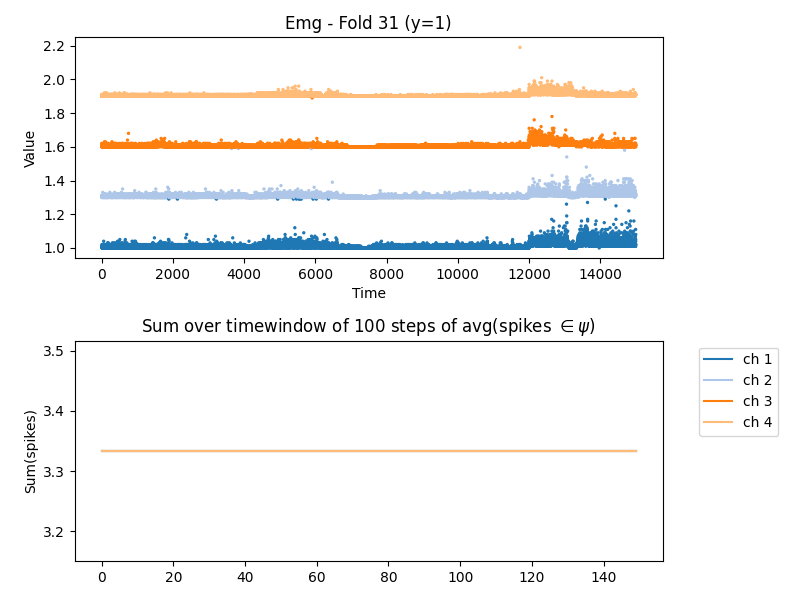 Emg - Fold 31 (y=1)
Value
2.2
2.0
1.8
1.6
1.4
1.2
1.0
0 2000 4000 6000 8000 10000 12000 14000
Time
Sum over timewindow of 100 steps of avg(spikes ∈ψ)
Sum(spikes)
3.5
3.4
3.3
3.2
0 20 40 60 80 100 120 140
ch 1
ch 2
ch 3
ch 4